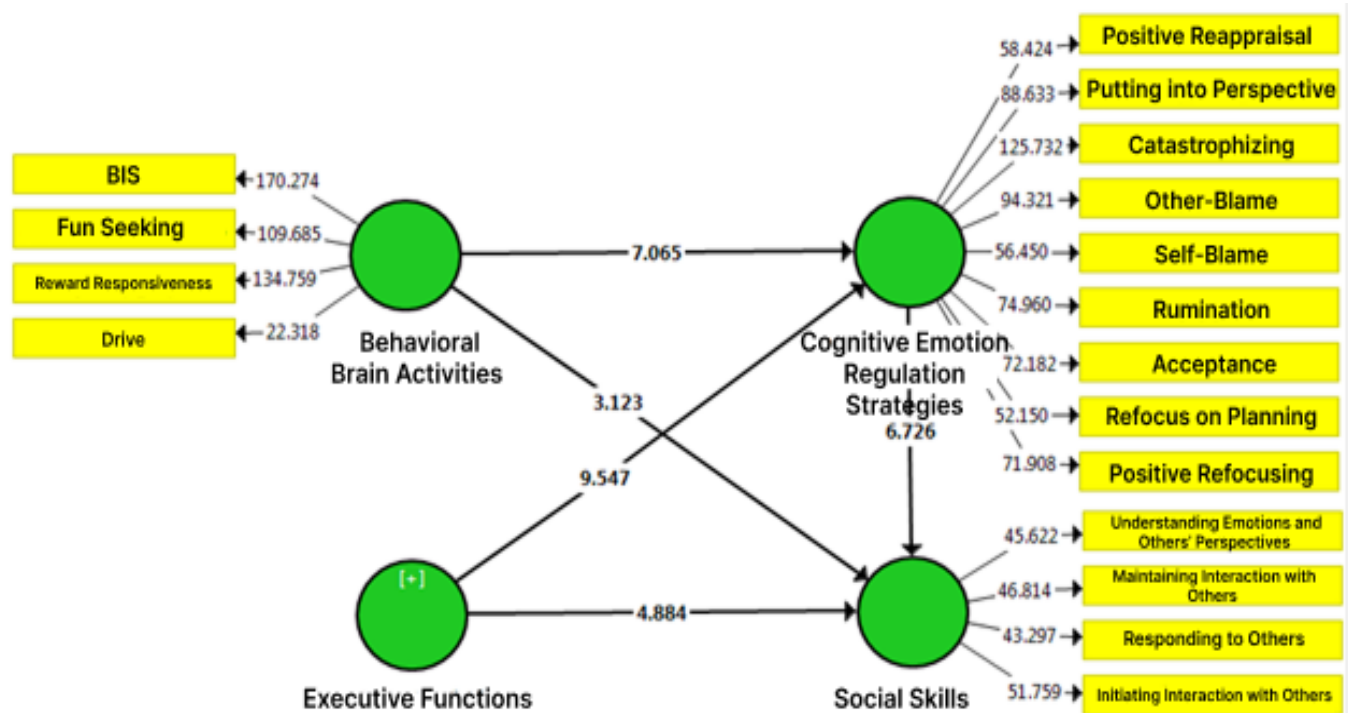 BIS
Fun Seeking
Reward Responsiveness
Drive
170.274
109.685
134.759
22.318
Behavioral
Brain Activities
7.065
3.123
9.547
4.884
6.726
[+]
Executive Functions
Cognitive Emotion
Regulation
Strategies
Social Skills
58.424
88.633
125.732
94.321
56.450
74.960
72.182
52.150
71.908
Positive Reappraisal
Putting into Perspective
Catastrophizing
Other-Blame
Self-Blame
Rumination
Acceptance
Refocus on Planning
Positive Refocusing
45.622
46.814
43.297
51.759
Understanding Emotions and
Others' Perspectives
Maintaining Interaction with
Others
Responding to Others
Initiating Interaction with Others